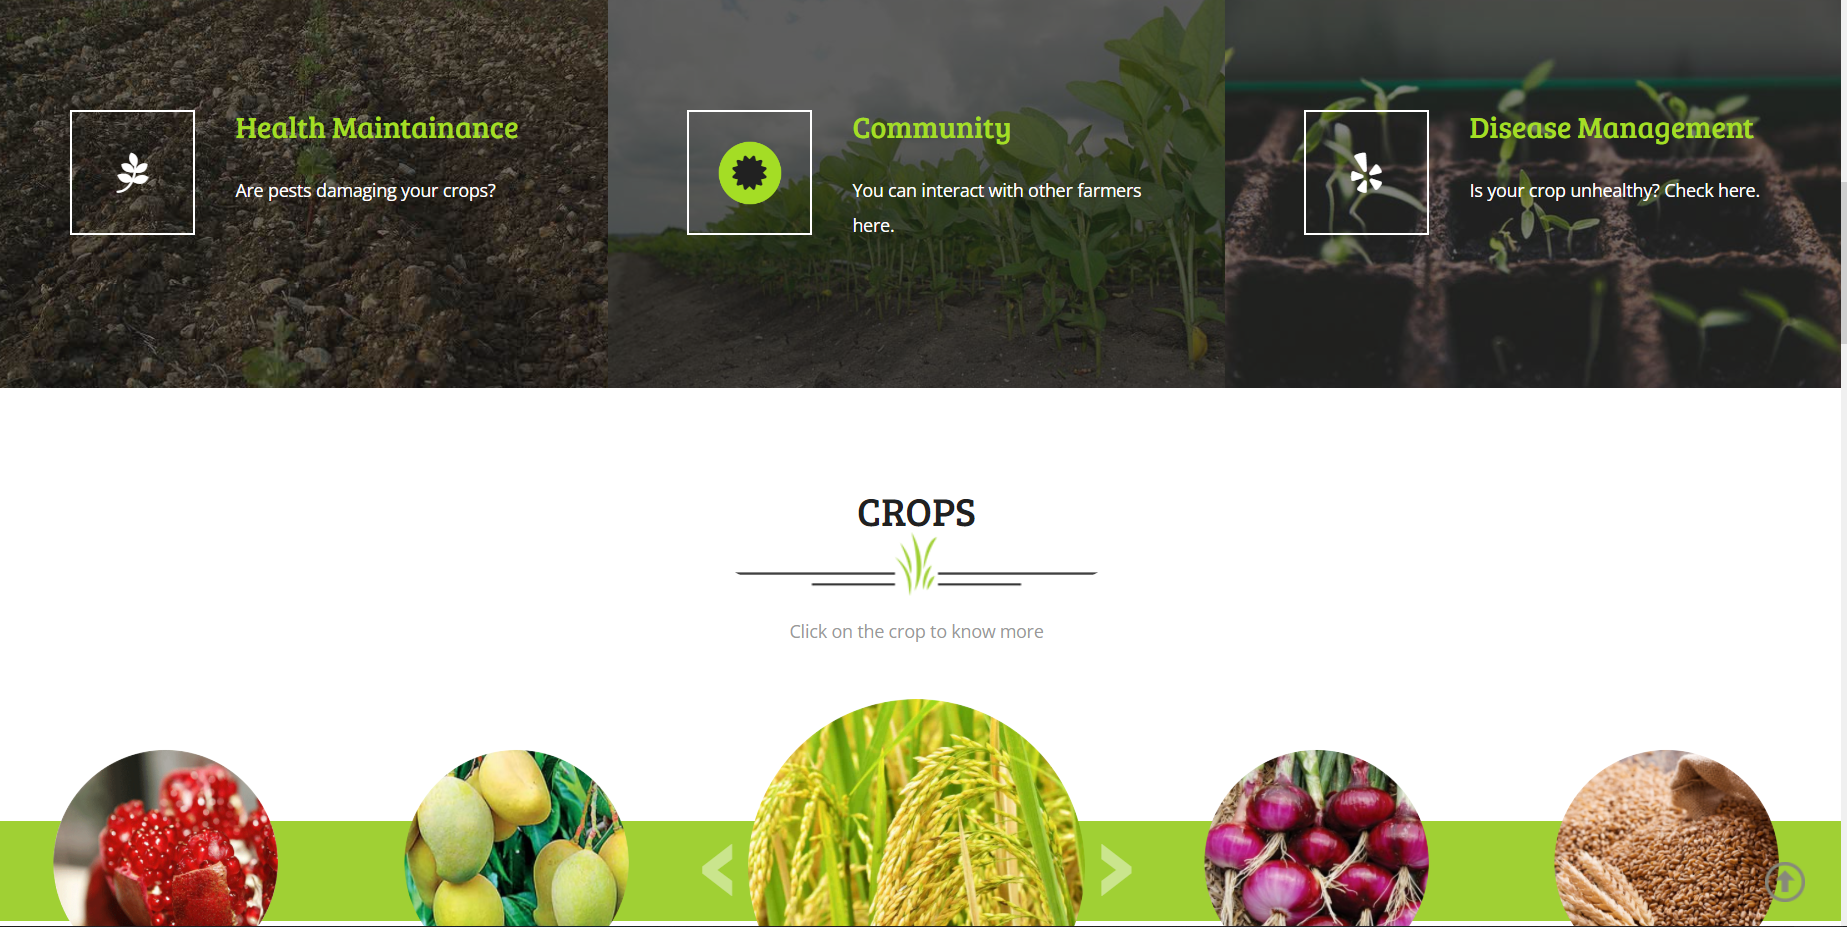 Health Maintainance
Are pests damaging your crops?
Community
You can interact with other farmers
here.
Disease Management
Is your crop unhealthy? Check here.
CROPS
Click on the crop to know more